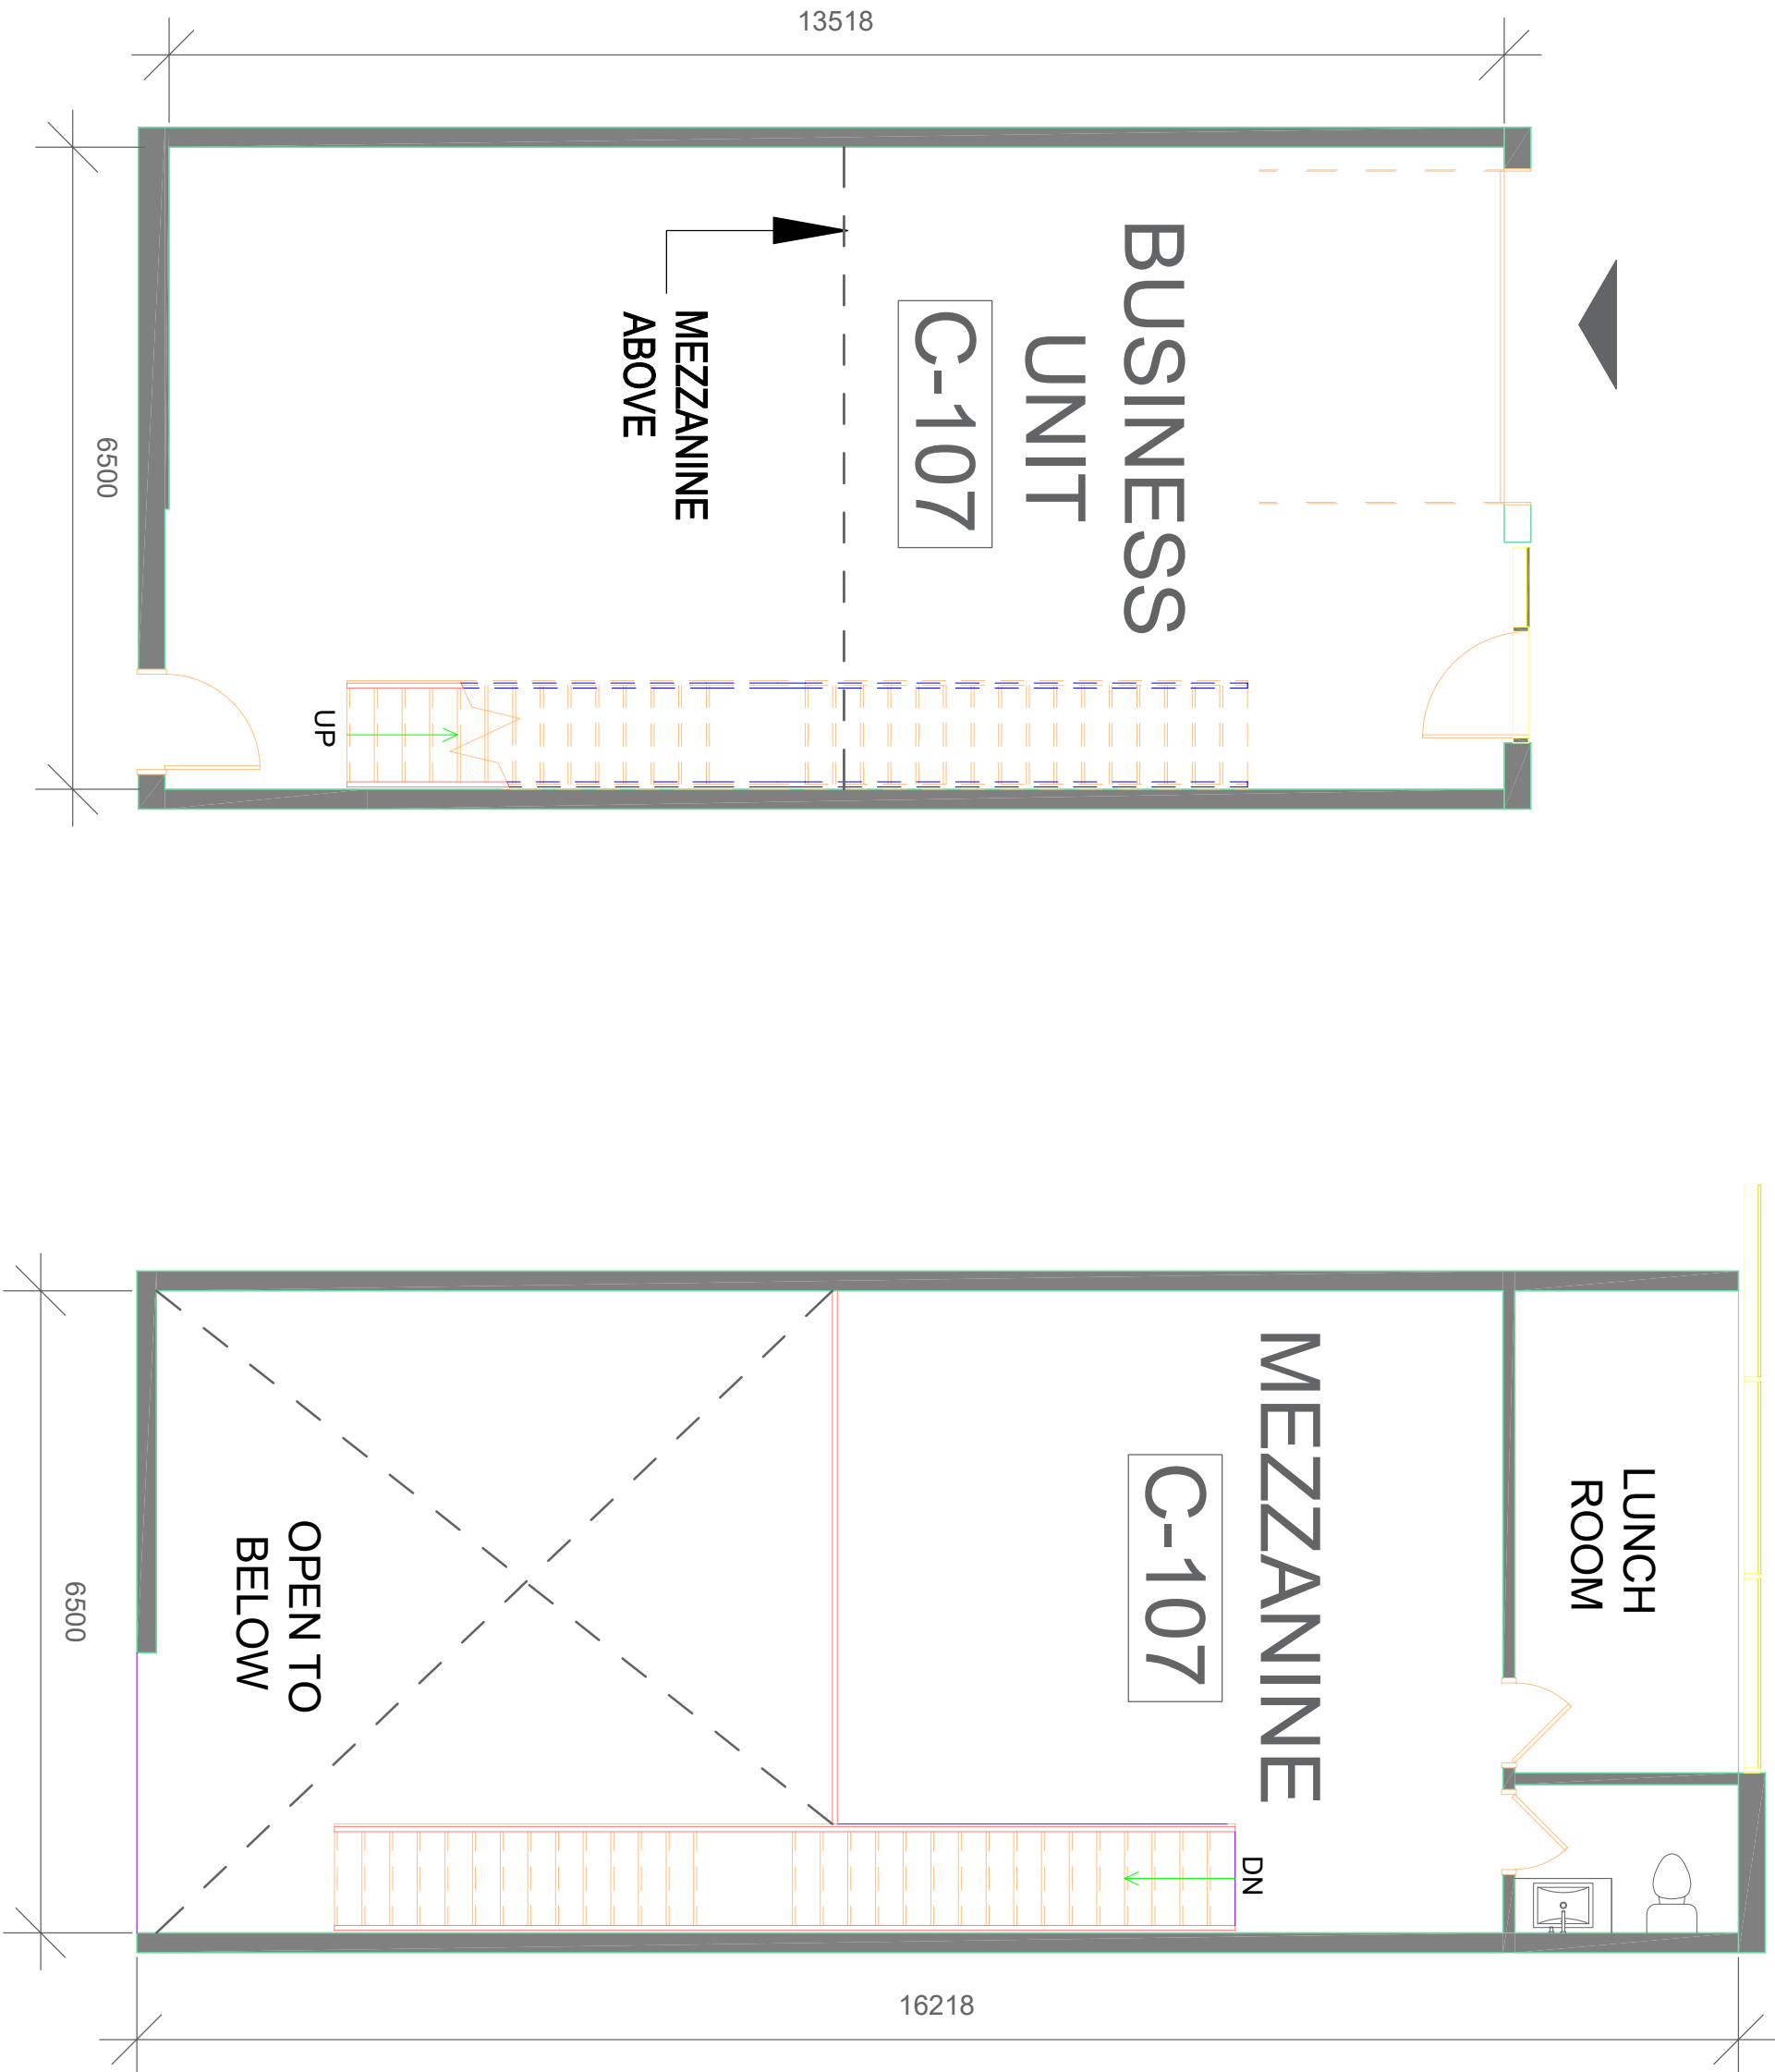 13518
BUSINESS
UNIT
C-107
MEZZANINE
ABOVE
6500
UP
LUNCH
ROOM
MEZZANINE
C-107
OPEN TO
BELOW
6500
DN
16218